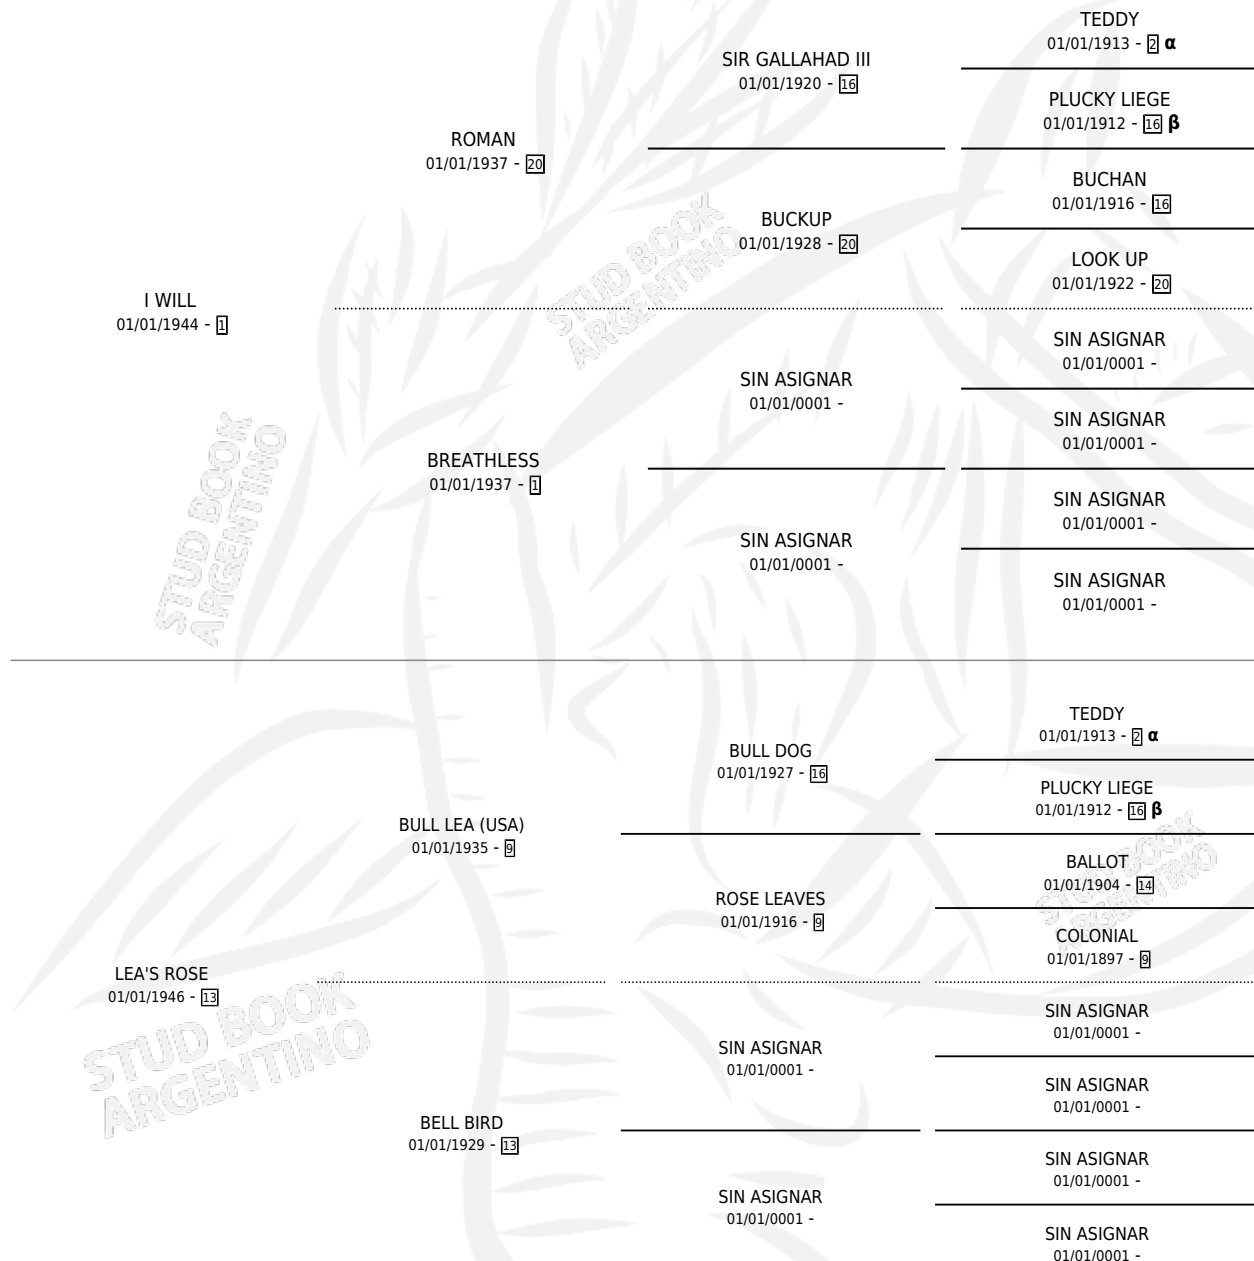 TEDDY
01/01/1913 - 2 α
SIR GALLAHAD III
01/01/1920 - 16
PLUCKY LIEGE
01/01/1912 - 16 β
ROMAN
01/01/1937 - 20
BUCHAN
01/01/1916 - 16
BUCKUP
01/01/1928 - 20
LOOK UP
01/01/1922 - 20
I WILL
01/01/1944 - 1
SIN ASIGNAR
01/01/0001 -
SIN ASIGNAR
01/01/0001 -
SIN ASIGNAR
01/01/0001 -
BREATHLESS
01/01/1937 - 1
SIN ASIGNAR
01/01/0001 -
SIN ASIGNAR
01/01/0001 -
SIN ASIGNAR
01/01/0001 -
STUD BOOK
ARGENTINO
STUD BOOK
ARGENTINO
TEDDY
01/01/1913 - 2 α
BULL DOG
01/01/1927 - 16
PLUCKY LIEGE
01/01/1912 - 16 β
BULL LEA (USA)
01/01/1935 - 9
BALLOT
01/01/1904 - 14
ROSE LEAVES
01/01/1916 - 9
COLONIAL
01/01/1897 - 9
LEA'S ROSE
01/01/1946 - 13
SIN ASIGNAR
01/01/0001 -
SIN ASIGNAR
01/01/0001 -
SIN ASIGNAR
01/01/0001 -
BELL BIRD
01/01/1929 - 13
SIN ASIGNAR
01/01/0001 -
SIN ASIGNAR
01/01/0001 -
SIN ASIGNAR
01/01/0001 -
STUD BOOK
ARGENTINO
STUD BOOK
ARGENTINO